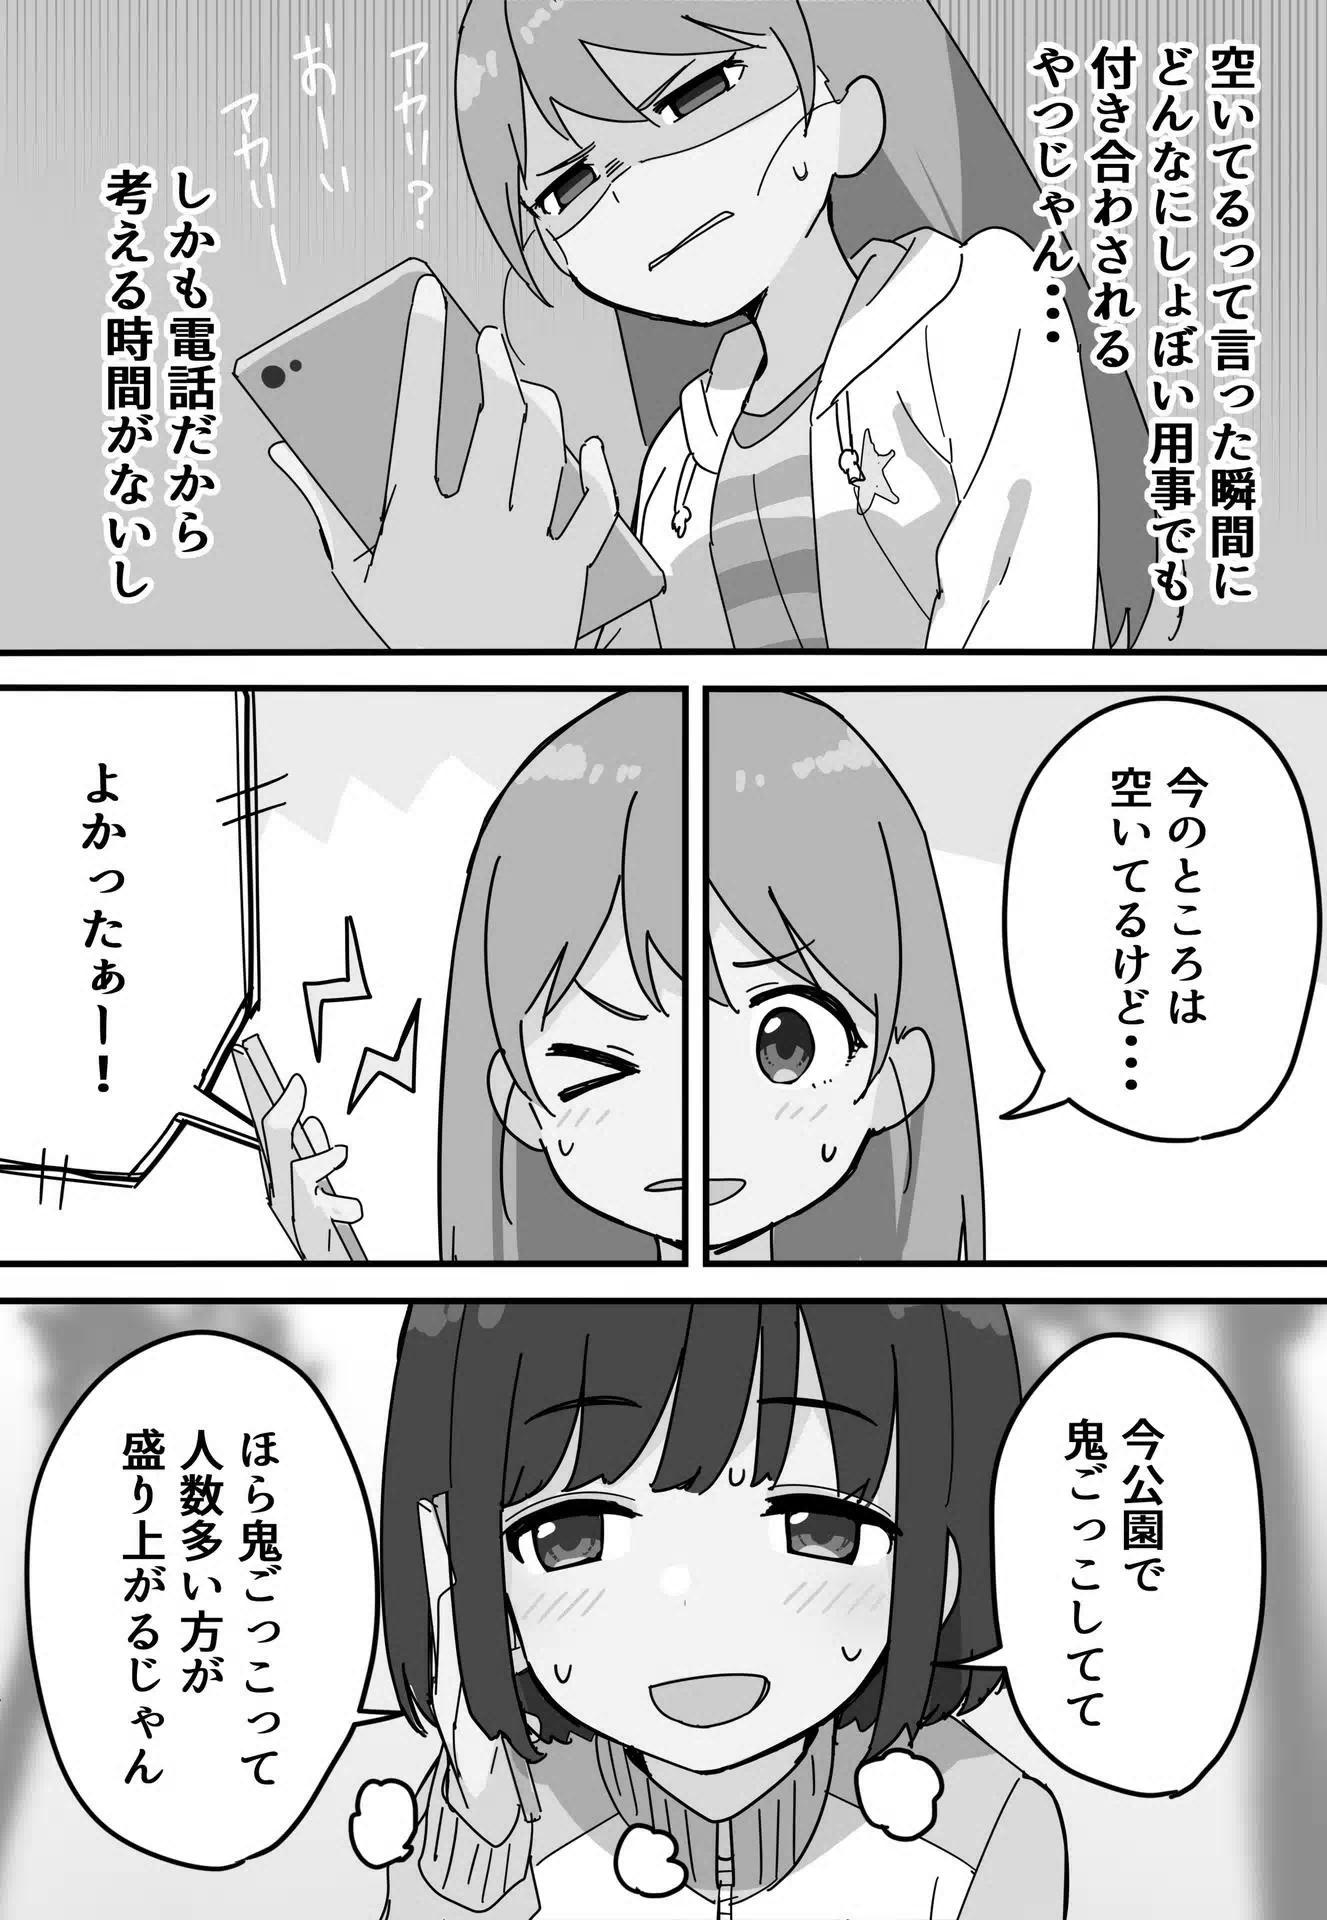 空いてるって言った瞬間に
どんなにしょぼい用事でも
付き合わされる
やつじゃん・・・
アカリ?
おーい
アカリー
しかも電話だから
考える時間がないし
今のところは
空いてるけど・・・
よかったぁー!
今公園で
鬼ごっこしてて
ほら鬼ごっこって
人数多い方が
盛り上がるじゃん